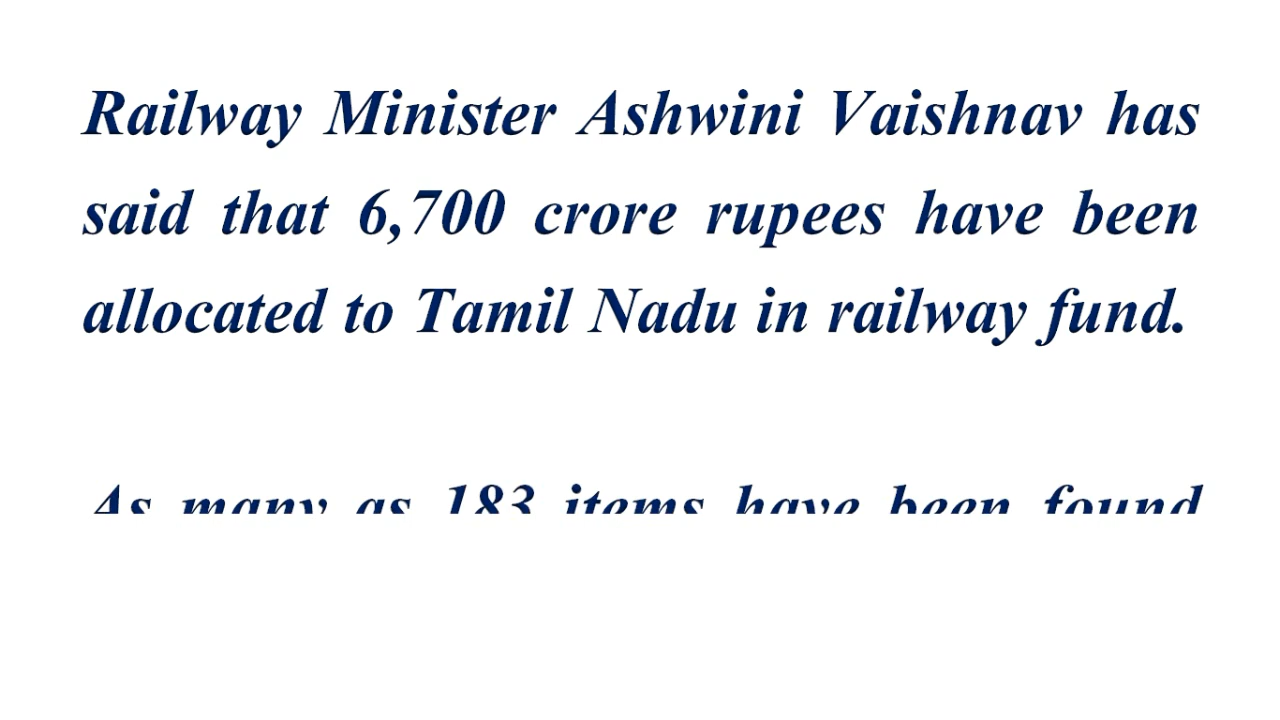 Railway Minister Ashwini Vaishnav has
said that 6,700 crore rupees have been
allocated to Tamil Nadu in railway fund.
As many as 183 items have been found